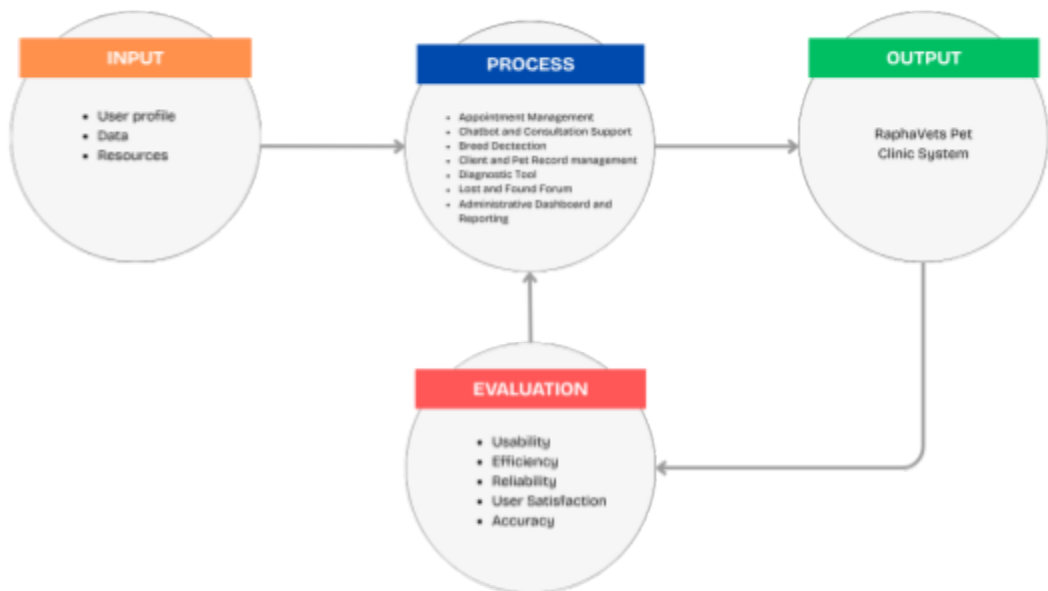 INPUT
• User profile
• Data
• Resources
PROCESS
• Appointment Management
• Chatbot and Consultation Support
• Breed Dectection
• Client and Pet Record management
• Diagnostic Tool
• Lost and Found Forum
• Administrative Dashboard and
Reporting
OUTPUT
RaphaVets Pet
Clinic System
EVALUATION
• Usability
• Efficiency
• Reliability
• User Satisfaction
• Accuracy